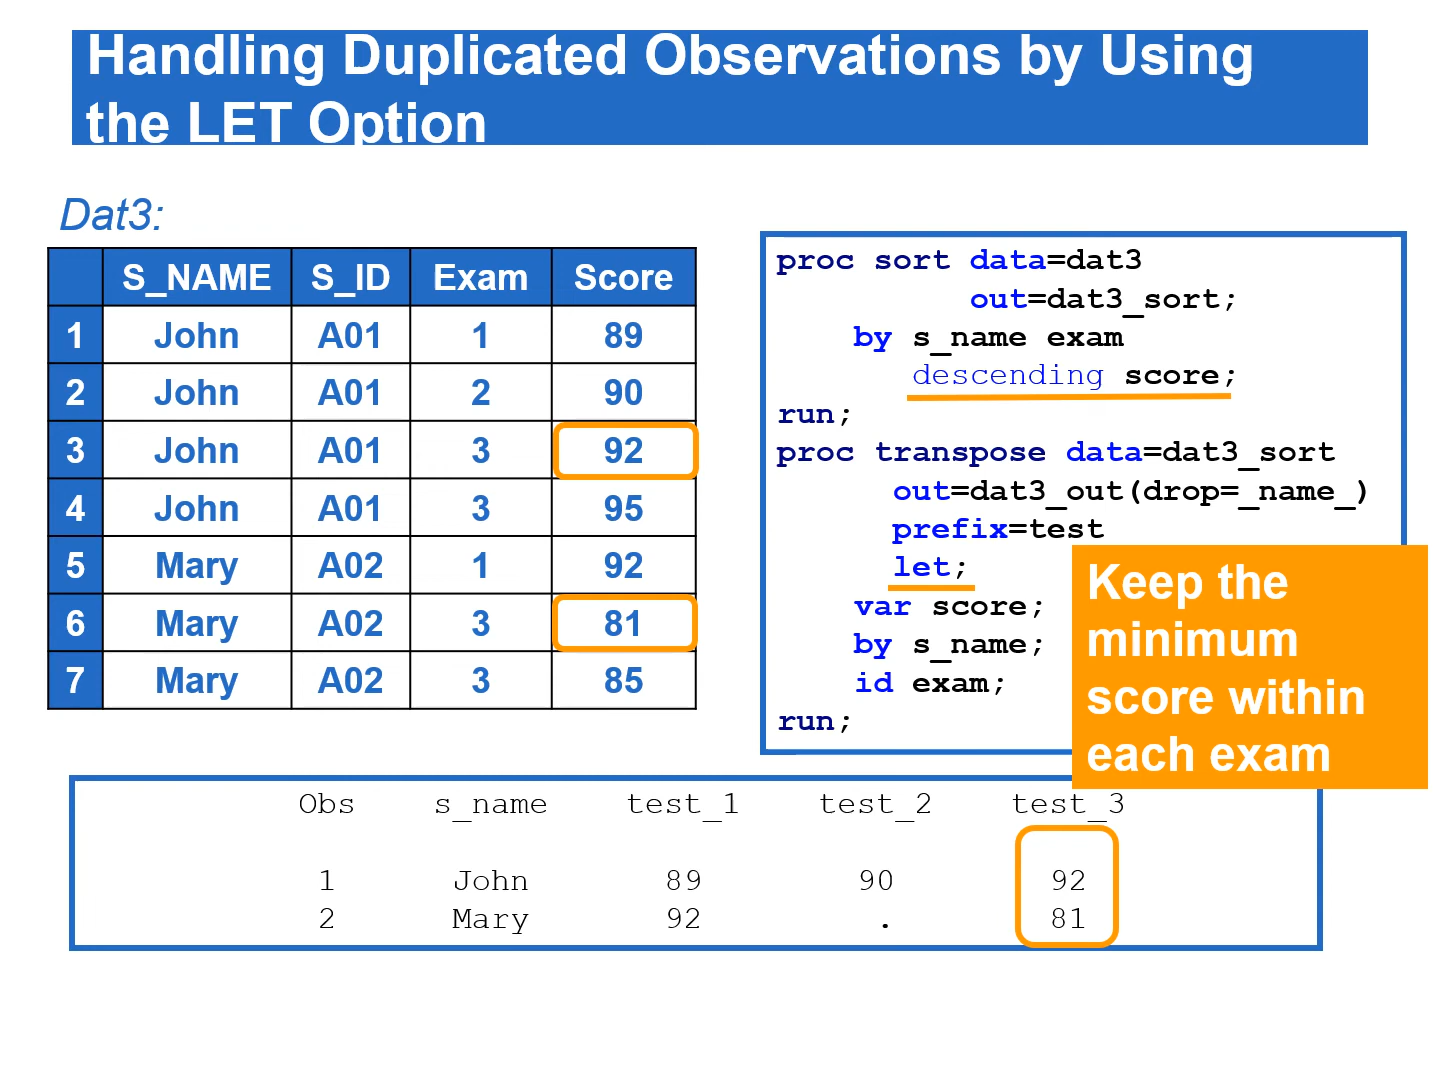 Handling Duplicated Observations by Using
the LET Option
Dat3:
S_NAME S_ID Exam Score
1 John A01 1 89
2 John A01 2 90
3 John A01 3 92
4 John A01 3 95
5 Mary A02 1 92
6 Mary A02 3 81
7 Mary A02 3 85
proc sort data=dat3
out=dat3_sort;
by s_name exam
descending score;
run;
proc transpose data=dat3_sort
out=dat3_out(drop=_name_)
prefix=test
let;
var score;
by s_name;
id exam;
run;
Keep the
minimum
score within
each exam
Obs s_name test_1 test_2 test_3
1 John 89 90 92
2 Mary 92 . 81